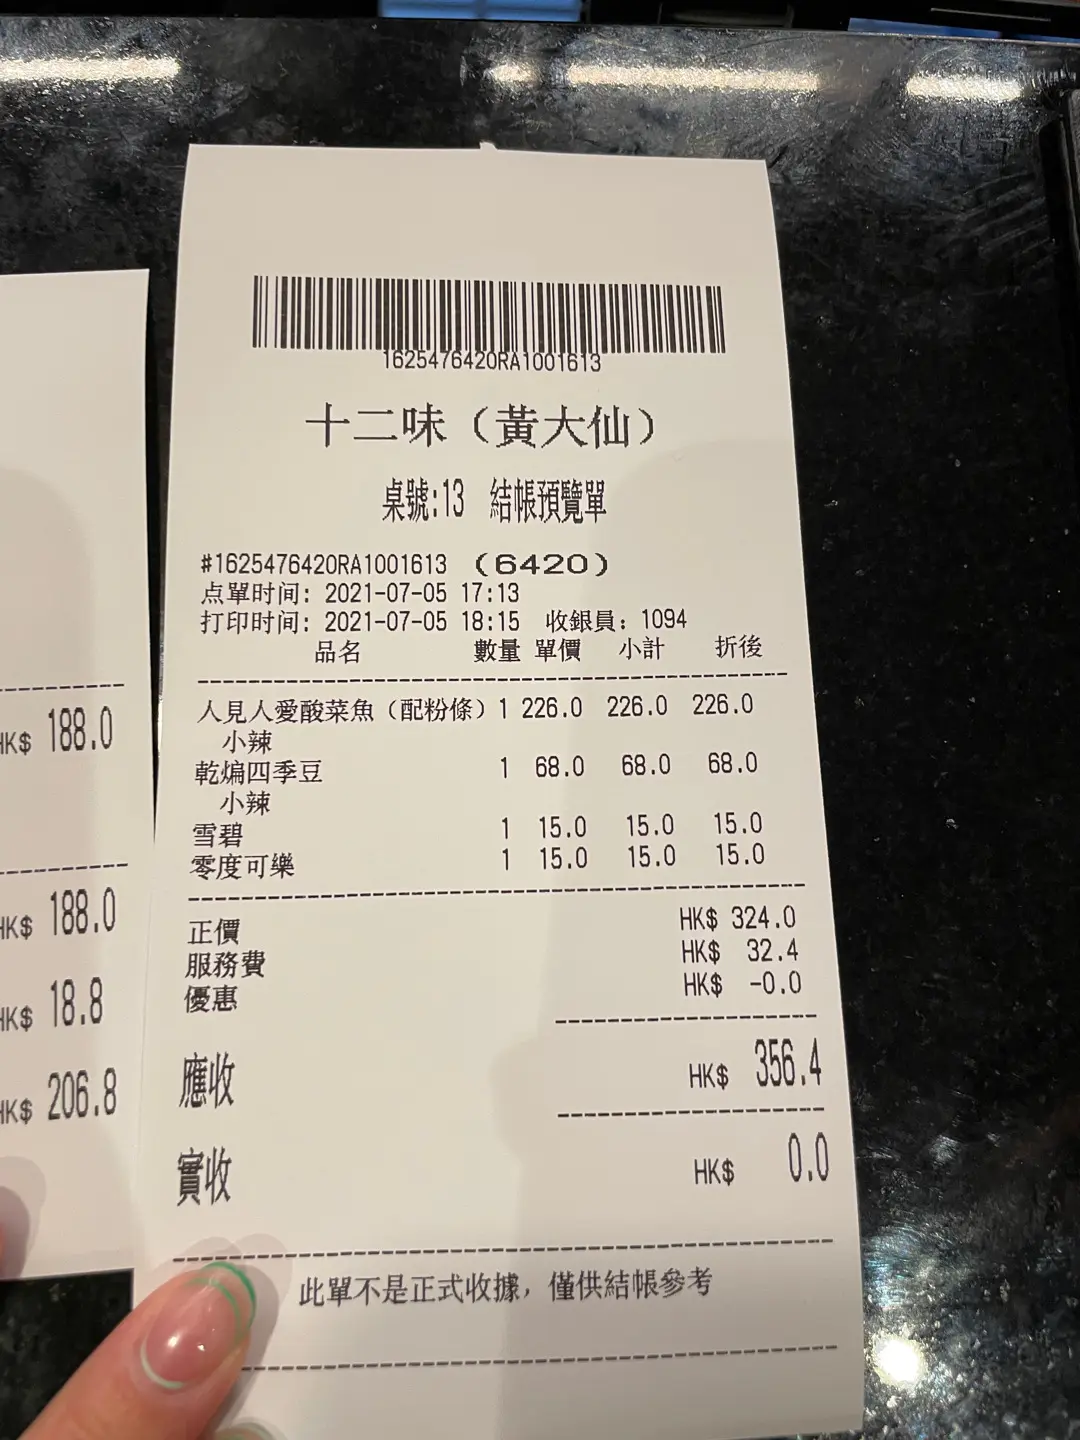 HK$ 188.0
HK$ 188.0
HK$ 18.8
HK$ 206.8
1625476420RA1001613
十二味（黃大仙）
桌號:13 結帳預覽單
#1625476420RA1001613 (6420)
点單时间: 2021-07-05 17:13
打印时间: 2021-07-05 18:15 收銀員: 1094
品名 數量 單價 小計 折後
人見人愛酸菜魚（配粉條）1 226.0 226.0 226.0
小辣
乾煸四季豆 1 68.0 68.0 68.0
小辣
雪碧 1 15.0 15.0 15.0
零度可樂 1 15.0 15.0 15.0
正價 HK$ 324.0
服務費 HK$ 32.4
優惠 HK$ -0.0
應收 HK$ 356.4
實收 HK$ 0.0
此單不是正式收據，僅供結帳參考